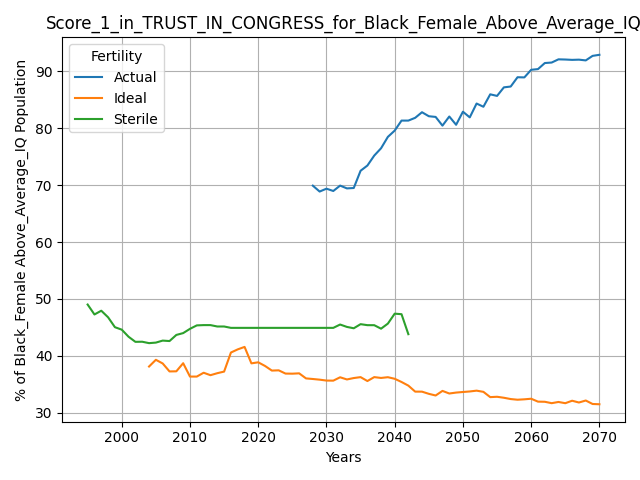 Score_1_in_TRUST_IN_CONGRESS_for_Black_Female_Above_Average_IQ
Fertility
Actual
Ideal
Sterile
% of Black_Female Above_Average_IQ Population
90
80
70
60
50
40
30
2000
2010
2020
2030
2040
2050
2060
2070
Years